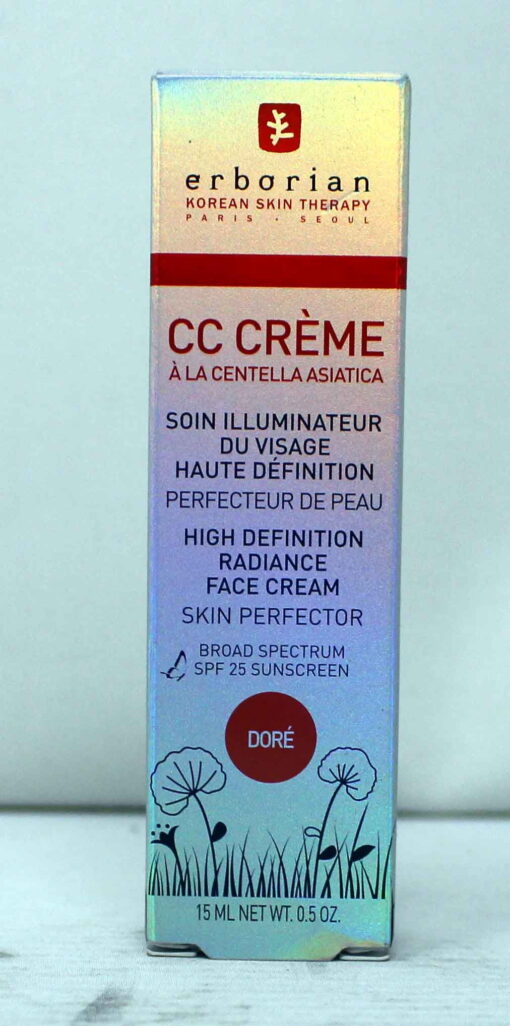 erborian
KOREAN SKIN THERAPY
PARIS · SEOUL
CC CRÈME
À LA CENTELLA ASIATICA
SOIN ILLUMINATEUR
DU VISAGE
HAUTE DÉFINITION
PERFECTEUR DE PEAU
HIGH DEFINITION
RADIANCE
FACE CREAM
SKIN PERFECTOR
BROAD SPECTRUM
SPF 25 SUNSCREEN
DORÉ
15 ML NET WT. 0.5 OZ.